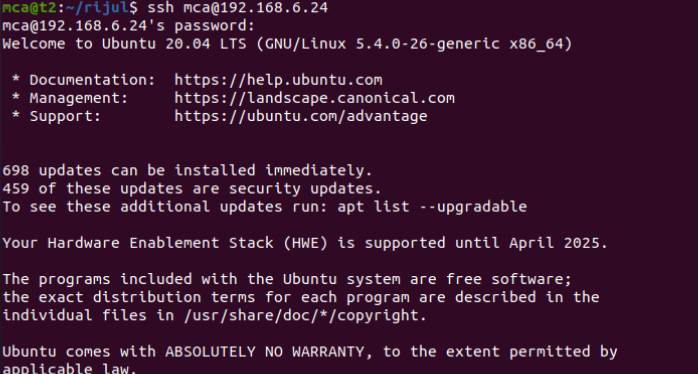 mca@t2:~/rijul$ ssh mca@192.168.6.24
mca@192.168.6.24's password:
Welcome to Ubuntu 20.04 LTS (GNU/Linux 5.4.0-26-generic x86_64)
* Documentation:  https://help.ubuntu.com
* Management:     https://landscape.canonical.com
* Support:        https://ubuntu.com/advantage
698 updates can be installed immediately.
459 of these updates are security updates.
To see these additional updates run: apt list --upgradable
Your Hardware Enablement Stack (HWE) is supported until April 2025.
The programs included with the Ubuntu system are free software;
the exact distribution terms for each program are described in the
individual files in /usr/share/doc/*/copyright.
Ubuntu comes with ABSOLUTELY NO WARRANTY, to the extent permitted by
applicable law.